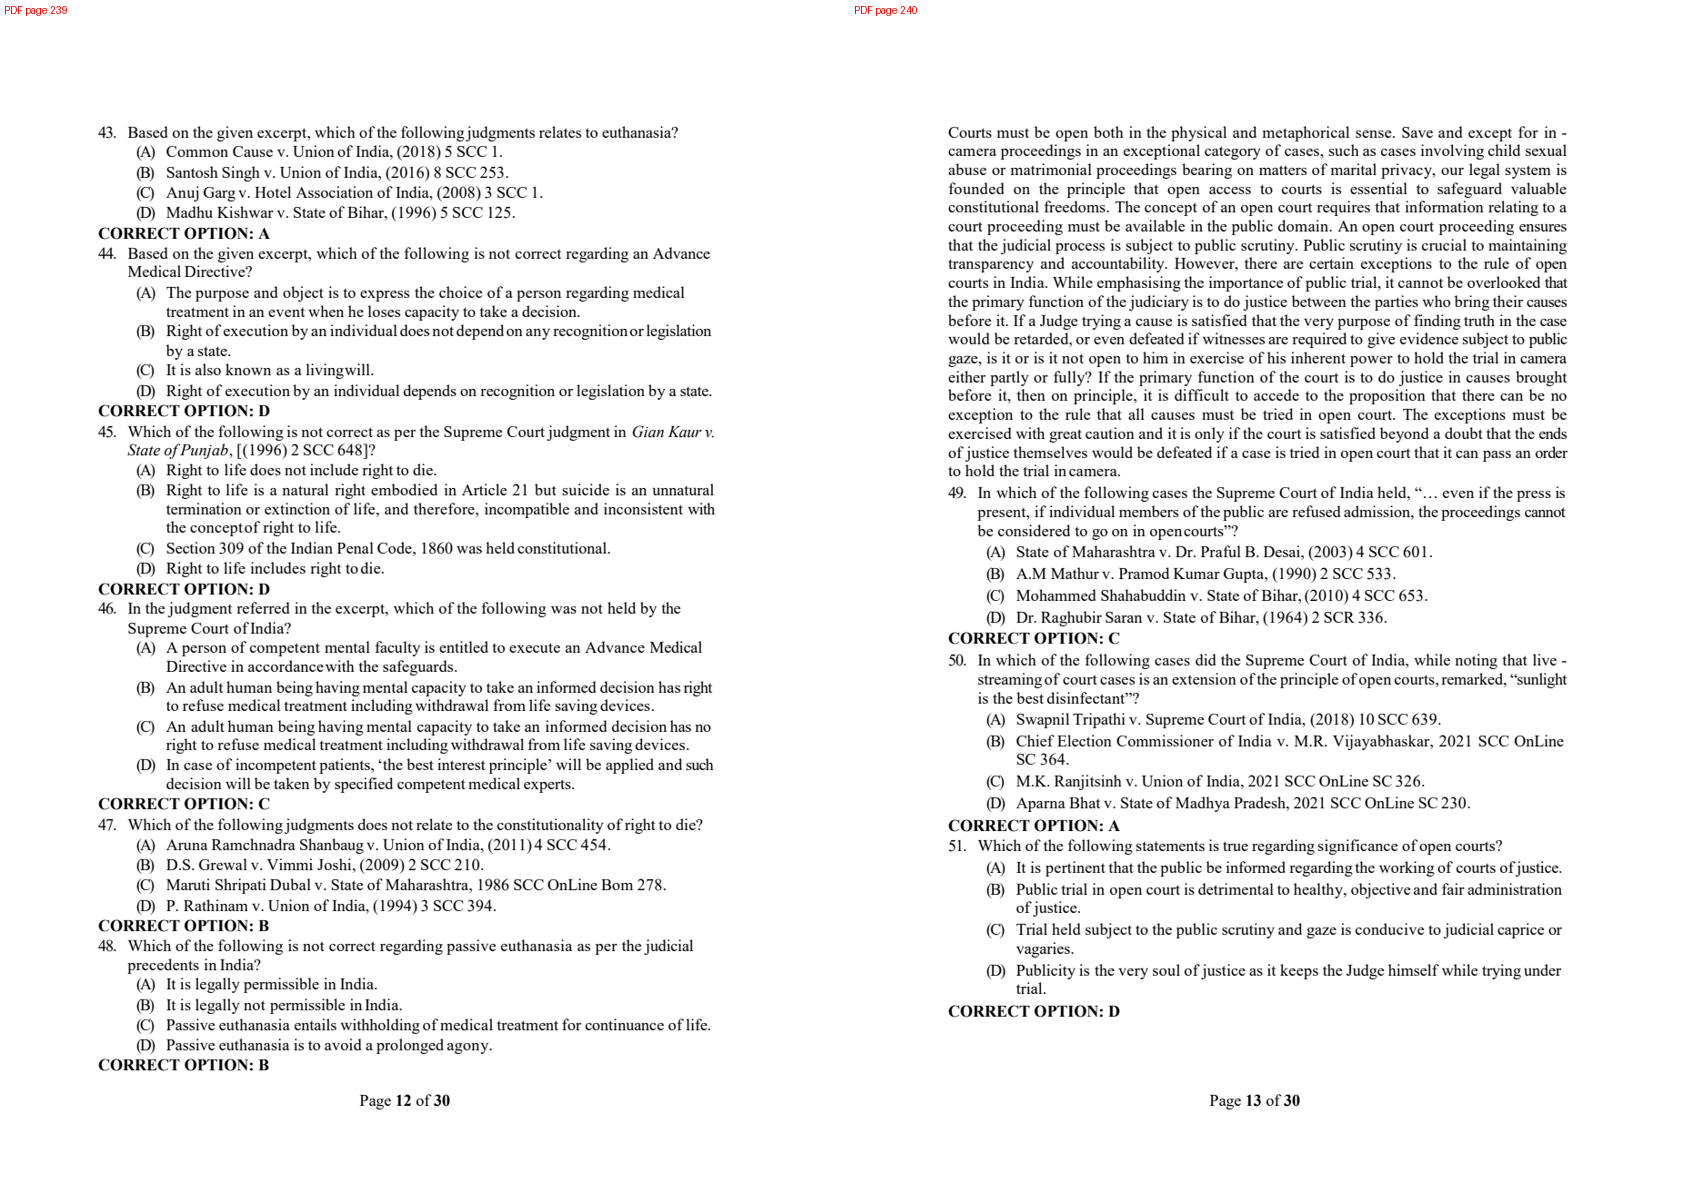 PDF page 239
43. Based on the given excerpt, which of the following judgments relates to euthanasia?
(A) Common Cause v. Union of India, (2018) 5 SCC 1.
(B) Santosh Singh v. Union of India, (2016) 8 SCC 253.
(C) Anuj Garg v. Hotel Association of India, (2008) 3 SCC 1.
(D) Madhu Kishwar v. State of Bihar, (1996) 5 SCC 125.
CORRECT OPTION: A
44. Based on the given excerpt, which of the following is not correct regarding an Advance
Medical Directive?
(A) The purpose and object is to express the choice of a person regarding medical
treatment in an event when he loses capacity to take a decision.
(B) Right of execution by an individual does not depend on any recognition or legislation
by a state.
(C) It is also known as a living will.
(D) Right of execution by an individual depends on recognition or legislation by a state.
CORRECT OPTION: D
45. Which of the following is not correct as per the Supreme Court judgment in Gian Kaur v.
State of Punjab, [(1996) 2 SCC 648]?
(A) Right to life does not include right to die.
(B) Right to life is a natural right embodied in Article 21 but suicide is an unnatural
termination or extinction of life, and therefore, incompatible and inconsistent with
the concept of right to life.
(C) Section 309 of the Indian Penal Code, 1860 was held constitutional.
(D) Right to life includes right to die.
CORRECT OPTION: D
46. In the judgment referred in the excerpt, which of the following was not held by the
Supreme Court of India?
(A) A person of competent mental faculty is entitled to execute an Advance Medical
Directive in accordance with the safeguards.
(B) An adult human being having mental capacity to take an informed decision has right
to refuse medical treatment including withdrawal from life saving devices.
(C) An adult human being having mental capacity to take an informed decision has no
right to refuse medical treatment including withdrawal from life saving devices.
(D) In case of incompetent patients, ‘the best interest principle’ will be applied and such
decision will be taken by specified competent medical experts.
CORRECT OPTION: C
47. Which of the following judgments does not relate to the constitutionality of right to die?
(A) Aruna Ramchnadra Shanbaug v. Union of India, (2011) 4 SCC 454.
(B) D.S. Grewal v. Vimmi Joshi, (2009) 2 SCC 210.
(C) Maruti Shripati Dubal v. State of Maharashtra, 1986 SCC OnLine Bom 278.
(D) P. Rathinam v. Union of India, (1994) 3 SCC 394.
CORRECT OPTION: B
48. Which of the following is not correct regarding passive euthanasia as per the judicial
precedents in India?
(A) It is legally permissible in India.
(B) It is legally not permissible in India.
(C) Passive euthanasia entails withholding of medical treatment for continuance of life.
(D) Passive euthanasia is to avoid a prolonged agony.
CORRECT OPTION: B
Page 12 of 30
PDF page 240
Courts must be open both in the physical and metaphorical sense. Save and except for in -
camera proceedings in an exceptional category of cases, such as cases involving child sexual
abuse or matrimonial proceedings bearing on matters of marital privacy, our legal system is
founded on the principle that open access to courts is essential to safeguard valuable
constitutional freedoms. The concept of an open court requires that information relating to a
court proceeding must be available in the public domain. An open court proceeding ensures
that the judicial process is subject to public scrutiny. Public scrutiny is crucial to maintaining
transparency and accountability. However, there are certain exceptions to the rule of open
courts in India. While emphasising the importance of public trial, it cannot be overlooked that
the primary function of the judiciary is to do justice between the parties who bring their causes
before it. If a Judge trying a cause is satisfied that the very purpose of finding truth in the case
would be retarded, or even defeated if witnesses are required to give evidence subject to public
gaze, is it or is it not open to him in exercise of his inherent power to hold the trial in camera
either partly or fully? If the primary function of the court is to do justice in causes brought
before it, then on principle, it is difficult to accede to the proposition that there can be no
exception to the rule that all causes must be tried in open court. The exceptions must be
exercised with great caution and it is only if the court is satisfied beyond a doubt that the ends
of justice themselves would be defeated if a case is tried in open court that it can pass an order
to hold the trial in camera.
49. In which of the following cases the Supreme Court of India held, “… even if the press is
present, if individual members of the public are refused admission, the proceedings cannot
be considered to go on in open courts”?
(A) State of Maharashtra v. Dr. Praful B. Desai, (2003) 4 SCC 601.
(B) A.M Mathur v. Pramod Kumar Gupta, (1990) 2 SCC 533.
(C) Mohammed Shahabuddin v. State of Bihar, (2010) 4 SCC 653.
(D) Dr. Raghubir Saran v. State of Bihar, (1964) 2 SCR 336.
CORRECT OPTION: C
50. In which of the following cases did the Supreme Court of India, while noting that live -
streaming of court cases is an extension of the principle of open courts, remarked, “sunlight
is the best disinfectant”?
(A) Swapnil Tripathi v. Supreme Court of India, (2018) 10 SCC 639.
(B) Chief Election Commissioner of India v. M.R. Vijayabhaskar, 2021 SCC OnLine
SC 364.
(C) M.K. Ranjitsinh v. Union of India, 2021 SCC OnLine SC 326.
(D) Aparna Bhat v. State of Madhya Pradesh, 2021 SCC OnLine SC 230.
CORRECT OPTION: A
51. Which of the following statements is true regarding significance of open courts?
(A) It is pertinent that the public be informed regarding the working of courts of justice.
(B) Public trial in open court is detrimental to healthy, objective and fair administration
of justice.
(C) Trial held subject to the public scrutiny and gaze is conducive to judicial caprice or
vagaries.
(D) Publicity is the very soul of justice as it keeps the Judge himself while trying under
trial.
CORRECT OPTION: D
Page 13 of 30